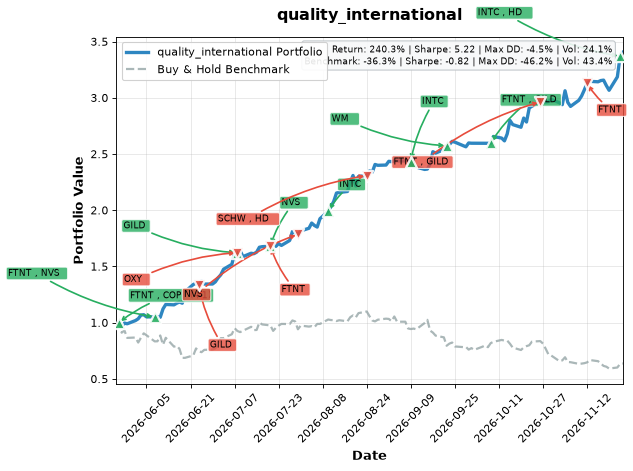 quality_international
INTC , HD
Return: 240.3% | Sharpe: 5.22 | Max DD: -4.5% | Vol: 24.1%
Benchmark: -36.3% | Sharpe: -0.82 | Max DD: -46.2% | Vol: 43.4%
quality_international Portfolio
Buy & Hold Benchmark
3.5
3.0
2.5
2.0
1.5
1.0
0.5
Portfolio Value
INTC
FTNT
FTNT
WM
FTNT , GILD
INTC
NVS
SCHW , HD
GILD
FTNT , NVS
OXY
FTNT
FTNT , COP
NVS
GILD
2026-06-05
2026-06-21
2026-07-07
2026-07-23
2026-08-08
2026-08-24
2026-09-09
2026-09-25
2026-10-11
2026-10-27
2026-11-12
Date